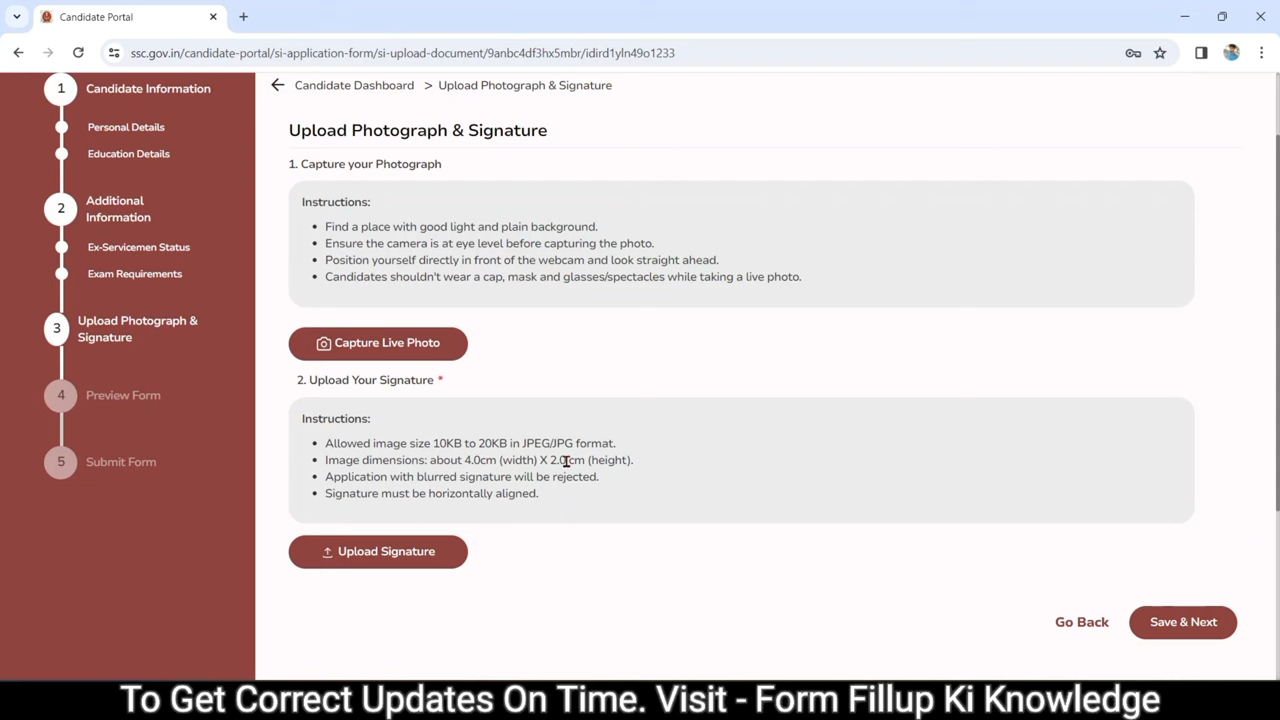 Candidate Portal
ssc.gov.in/candidate-portal/si-application-form/si-upload-document/9anbc4df3hx5mbr/idird1yln49o1233
1 Candidate Information
Personal Details
Education Details
2 Additional
Information
Ex-Servicemen Status
Exam Requirements
3 Upload Photograph &
Signature
4 Preview Form
5 Submit Form
Candidate Dashboard > Upload Photograph & Signature
Upload Photograph & Signature
1. Capture your Photograph
Instructions:
• Find a place with good light and plain background.
• Ensure the camera is at eye level before capturing the photo.
• Position yourself directly in front of the webcam and look straight ahead.
• Candidates shouldn't wear a cap, mask and glasses/spectacles while taking a live photo.
Capture Live Photo
2. Upload Your Signature *
Instructions:
• Allowed image size 10KB to 20KB in JPEG/JPG format.
• Image dimensions: about 4.0cm (width) X 2.0cm (height).
• Application with blurred signature will be rejected.
• Signature must be horizontally aligned.
Upload Signature
Go Back
Save & Next
To Get Correct Updates On Time. Visit - Form Fillup Ki Knowledge